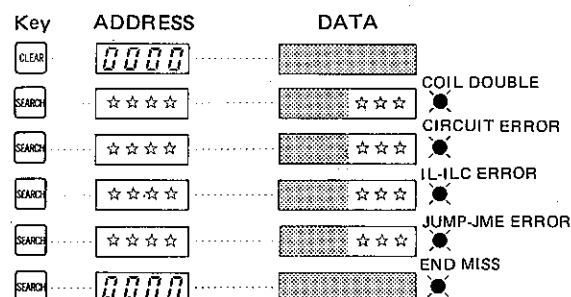 Key ADDRESS DATA
CLEAR 0000
COIL DOUBLE
SEARCH ☆☆☆☆ ☆☆☆
CIRCUIT ERROR
SEARCH ☆☆☆☆ ☆☆☆
IL-ILC ERROR
SEARCH ☆☆☆☆ ☆☆☆
JUMP-JME ERROR
SEARCH ☆☆☆☆ ☆☆☆
END MISS
SEARCH 0000